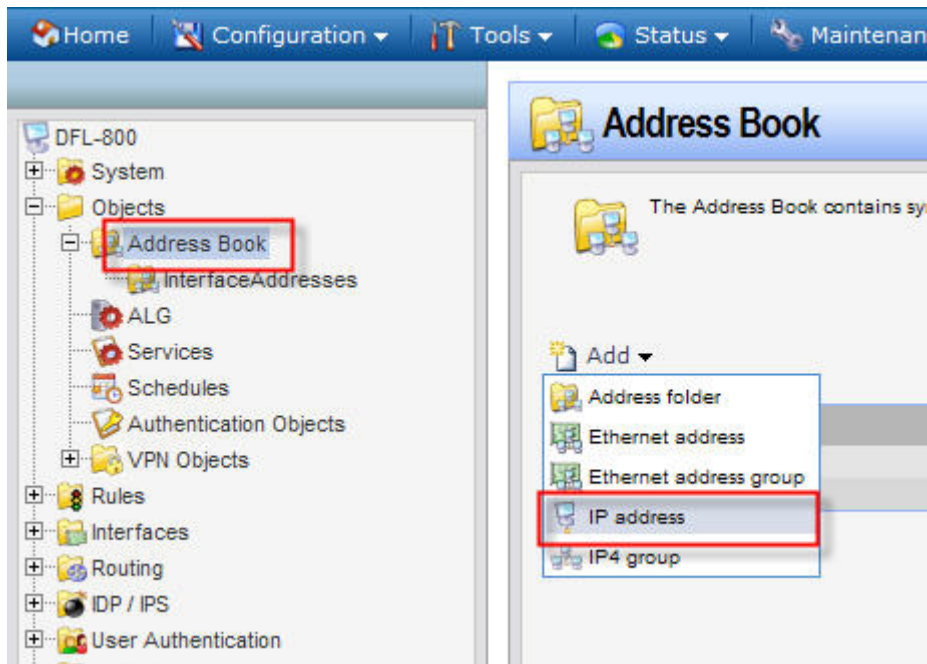 Home Configuration Tools Status Maintenan
DFL-800
System
Objects
Address Book
InterfaceAddresses
ALG
Services
Schedules
Authentication Objects
VPN Objects
Rules
Interfaces
Routing
IDP / IPS
User Authentication
Address Book
The Address Book contains sy
Add
Address folder
Ethernet address
Ethernet address group
IP address
IP4 group